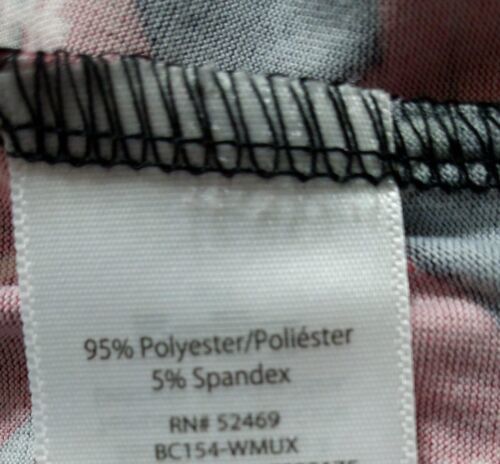 95% Polyester/Poliéster
5% Spandex
RN# 52469
BC154-WMUX